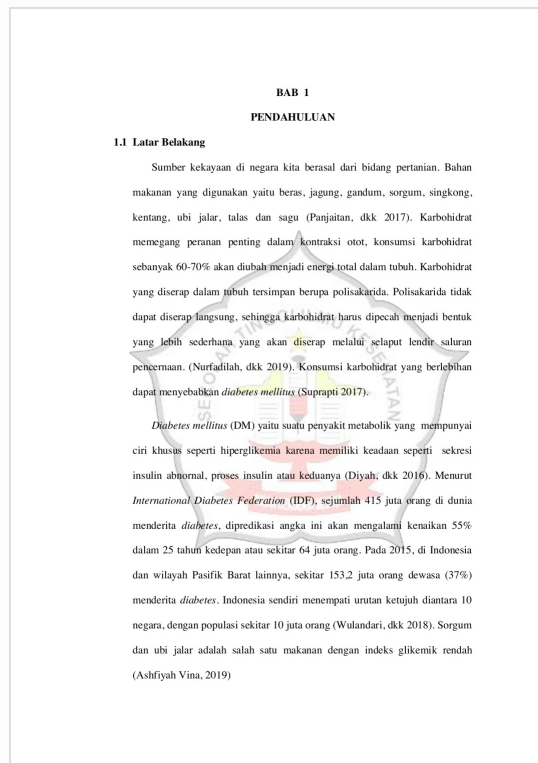 BAB 1
PENDAHULUAN
1.1 Latar Belakang
Sumber kekayaan di negara kita berasal dari bidang pertanian. Bahan
makanan yang digunakan yaitu beras, jagung, gandum, sorgum, singkong,
kentang, ubi jalar, talas dan sagu (Panjaitan, dkk 2017). Karbohidrat
memegang peranan penting dalam kontraksi otot, konsumsi karbohidrat
sebanyak 60-70% akan diubah menjadi energi total dalam tubuh. Karbohidrat
yang diserap dalam tubuh tersimpan berupa polisakarida. Polisakarida tidak
dapat diserap langsung, sehingga karbohidrat harus dipecah menjadi bentuk
yang lebih sederhana yang akan diserap melalui selaput lendir saluran
pencernaan. (Nurfadilah, dkk 2019). Konsumsi karbohidrat yang berlebihan
dapat menyebabkan diabetes mellitus (Suprapti 2017).
Diabetes mellitus (DM) yaitu suatu penyakit metabolik yang mempunyai
ciri khusus seperti hiperglikemia karena memiliki keadaan seperti sekresi
insulin abnornal, proses insulin atau keduanya (Diyah, dkk 2016). Menurut
International Diabetes Federation (IDF), sejumlah 415 juta orang di dunia
menderita diabetes, dipredikasi angka ini akan mengalami kenaikan 55%
dalam 25 tahun kedepan atau sekitar 64 juta orang. Pada 2015, di Indonesia
dan wilayah Pasifik Barat lainnya, sekitar 153,2 juta orang dewasa (37%)
menderita diabetes. Indonesia sendiri menempati urutan ketujuh diantara 10
negara, dengan populasi sekitar 10 juta orang (Wulandari, dkk 2018). Sorgum
dan ubi jalar adalah salah satu makanan dengan indeks glikemik rendah
(Ashfiyah Vina, 2019)
SEKOLAH TINGGI ILMU KESEHATAN